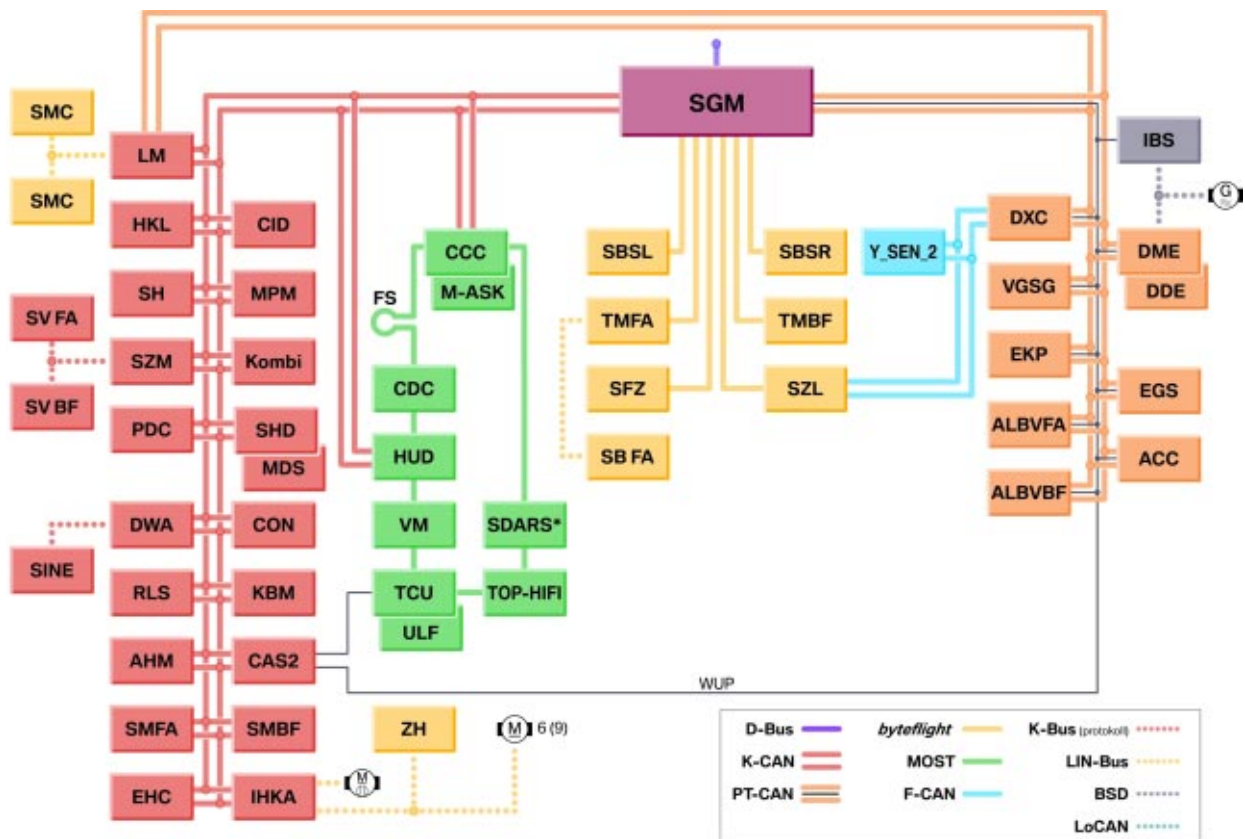 SGM
SMC
LM
IBS
G
SMC
HKL
CID
DXC
CCC
SBSL
SBSR
Y_SEN_2
DME
M-ASK
DDE
SH
MPM
VGSG
FS
SV FA
TMFA
TMBF
SZM
Kombi
EKP
CDC
SFZ
SZL
EGS
SV BF
PDC
SHD
ALBVFA
HUD
SB FA
ACC
MDS
ALBVBF
DWA
CON
VM
SDARS*
SINE
RLS
KBM
TCU
TOP-HIFI
ULF
AHM
CAS2
WUP
SMFA
SMBF
ZH
M 6 (9)
D-Bus
byteflight
K-Bus (protokoll)
K-CAN
MOST
LIN-Bus
M
EHC
IHKA
PT-CAN
F-CAN
BSD
LoCAN